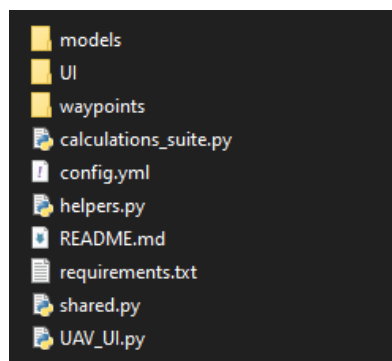 models
UI
waypoints
calculations_suite.py
config.yml
helpers.py
README.md
requirements.txt
shared.py
UAV_UI.py